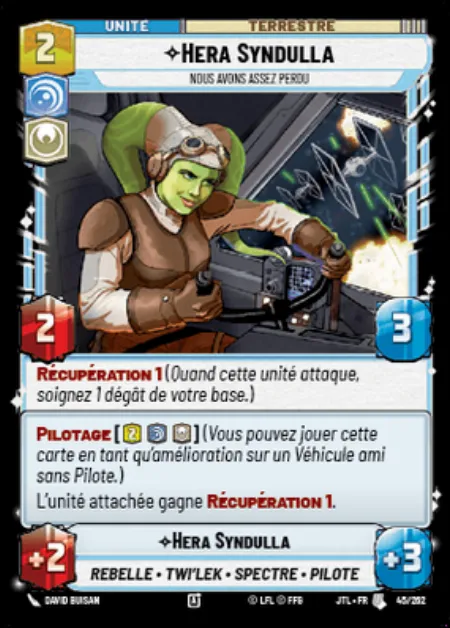 UNITÉ
TERRESTRE
2
✧HERA SYNDULLA
NOUS AVONS ASSEZ PERDU
2
3
RÉCUPÉRATION 1 (Quand cette unité attaque,
soignez 1 dégât de votre base.)
PILOTAGE [2] (Vous pouvez jouer cette
carte en tant qu'amélioration sur un Véhicule ami
sans Pilote.)
L'unité attachée gagne RÉCUPÉRATION 1.
+2
✧HERA SYNDULLA
+3
REBELLE • TWI'LEK • SPECTRE • PILOTE
DAVID BUISAN
© LFL © FFG
JTL • FR
45/262